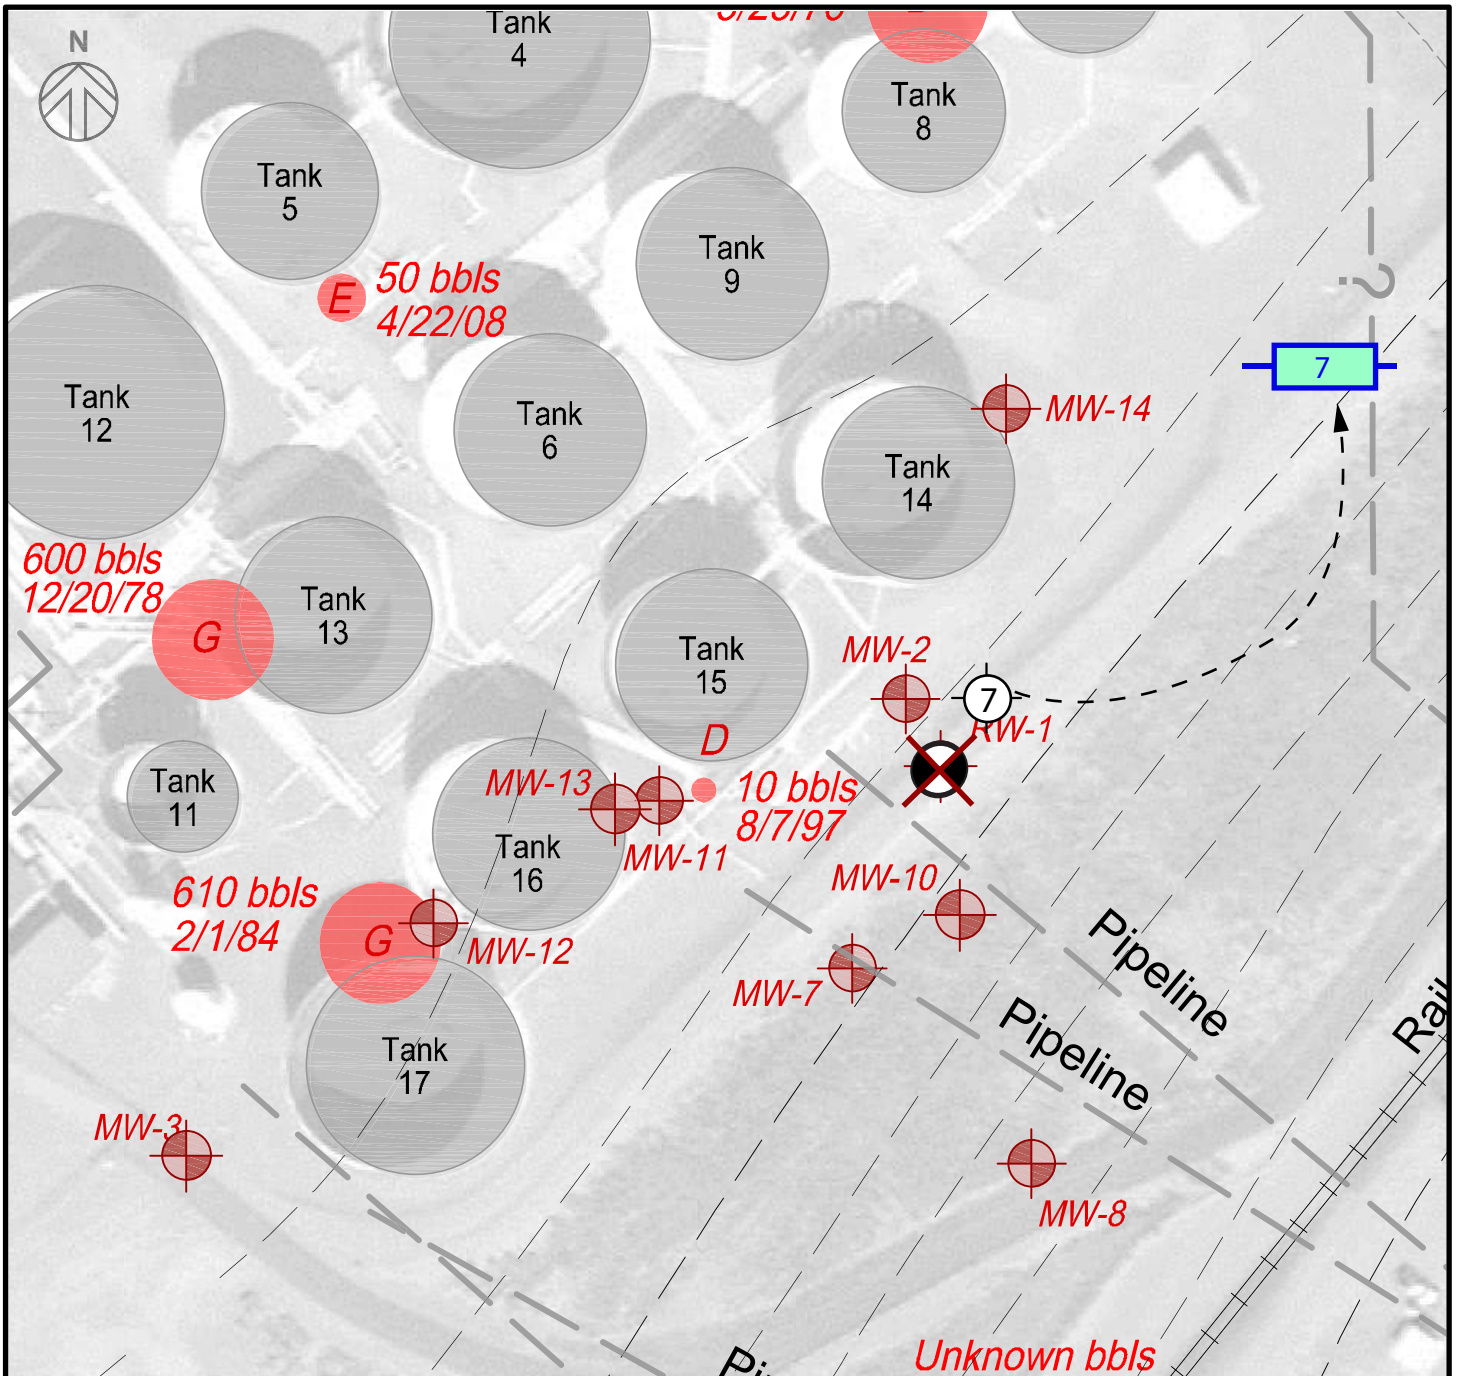 N
Tank
4
Tank
8
Tank
5
Tank
9
E
50 bbls
4/22/08
7
Tank
12
Tank
6
MW-14
Tank
14
600 bbls
12/20/78
G
Tank
13
Tank
15
MW-2
7
RW-1
D
Tank
11
MW-13
10 bbls
8/7/97
MW-11
Tank
16
MW-10
610 bbls
2/1/84
G
MW-12
MW-7
Pipeline
Pipeline
Rail
Tank
17
MW-3
MW-8
Unknown bbls
?